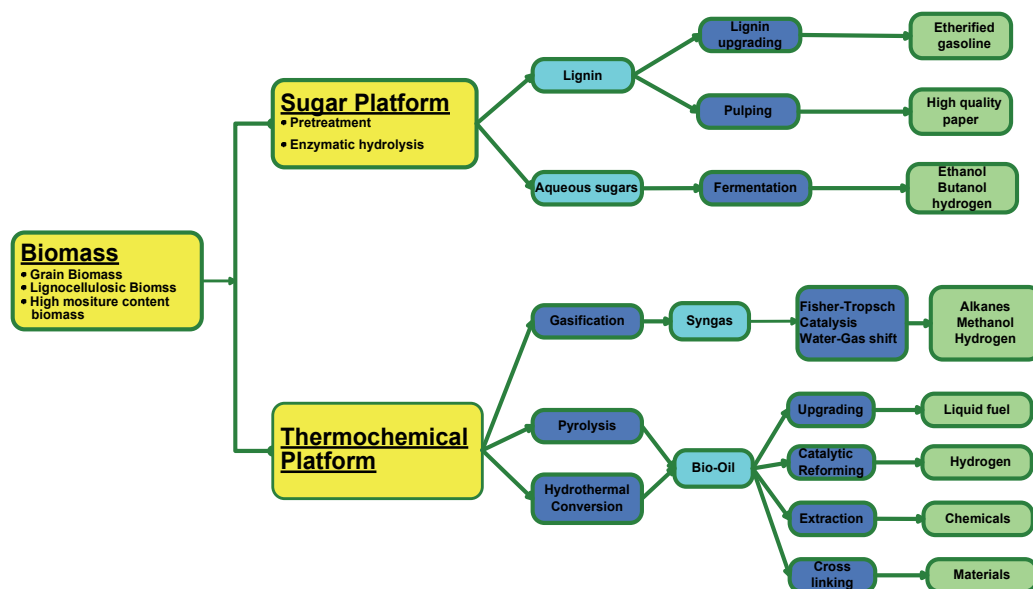 Biomass
• Grain Biomass
• Lignocellulosic Biomss
• High mositure content
biomass
Sugar Platform
• Pretreatment
• Enzymatic hydrolysis
Lignin
Lignin
upgrading
Etherified
gasoline
Pulping
High quality
paper
Aqueous sugars
Fermentation
Ethanol
Butanol
hydrogen
Thermochemical
Platform
Gasification
Syngas
Fisher-Tropsch
Catalysis
Water-Gas shift
Alkanes
Methanol
Hydrogen
Pyrolysis
Hydrothermal
Conversion
Bio-Oil
Upgrading
Liquid fuel
Catalytic
Reforming
Hydrogen
Extraction
Chemicals
Cross
linking
Materials